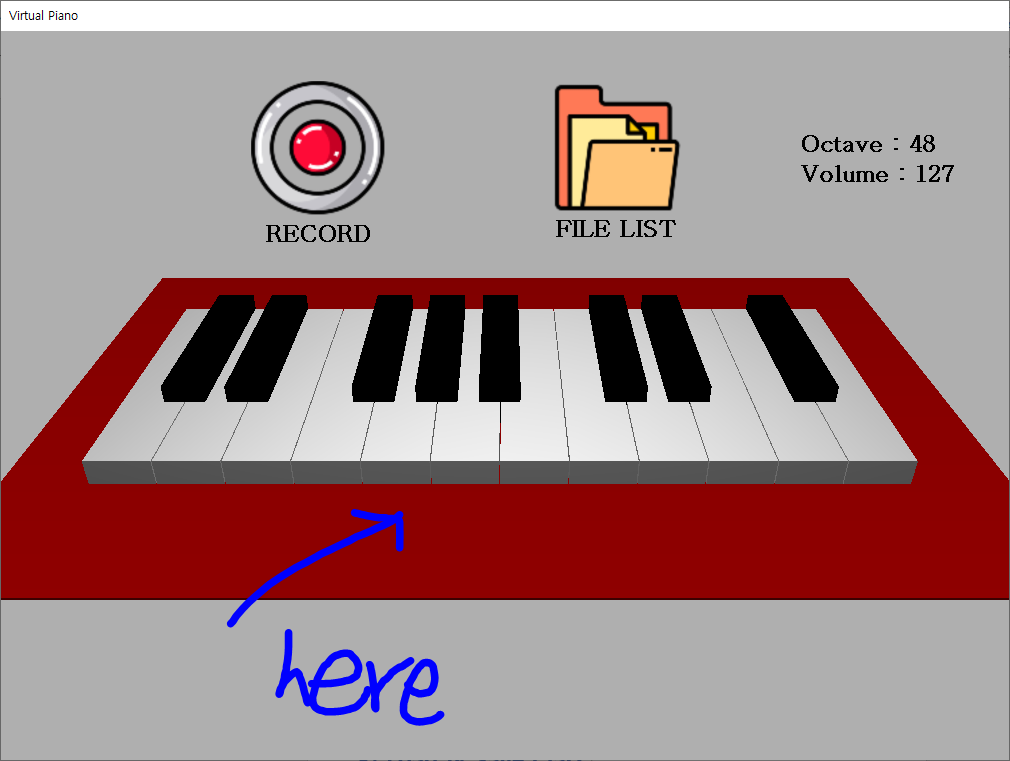 Virtual Piano
Octave : 48
Volume : 127
RECORD
FILE LIST
here